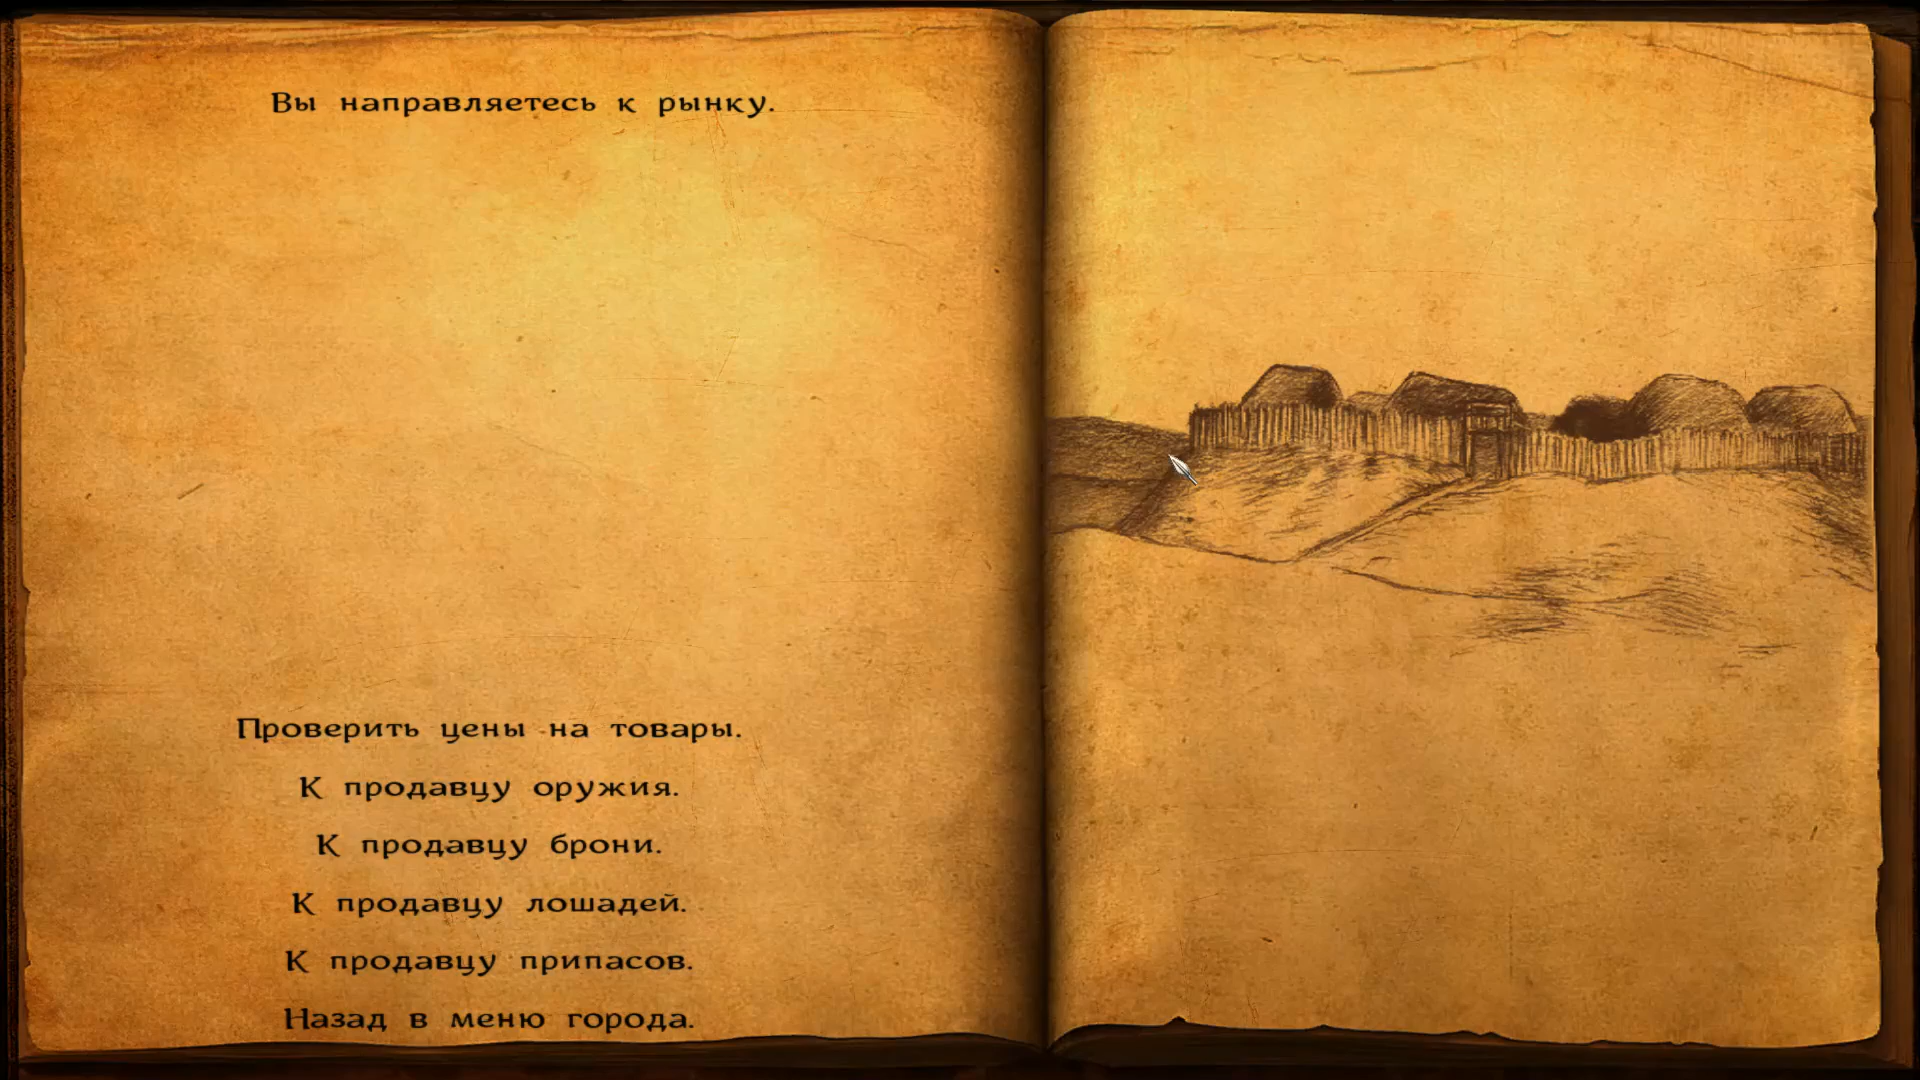 Вы направляетесь к рынку.
Проверить цены на товары.
К продавцу оружия.
К продавцу брони.
К продавцу лошадей.
К продавцу припасов.
Назад в меню города.